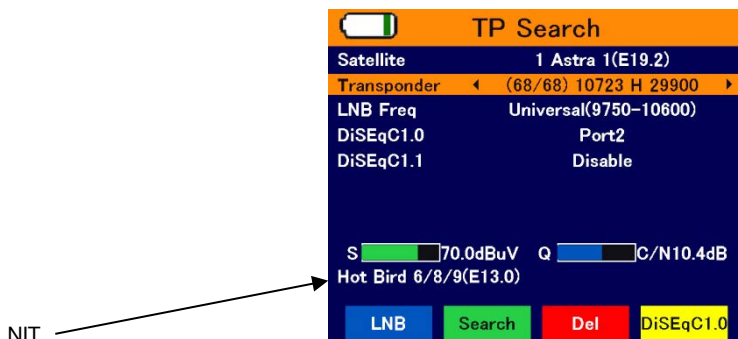 TP Search
Satellite 1 Astra 1(E19.2)
Transponder (68/68) 10723 H 29900
LNB Freq Universal(9750-10600)
DiSEqC1.0 Port2
DiSEqC1.1 Disable
S 70.0dBuV Q C/N10.4dB
Hot Bird 6/8/9(E13.0)
NIT
LNB Search Del DiSEqC1.0